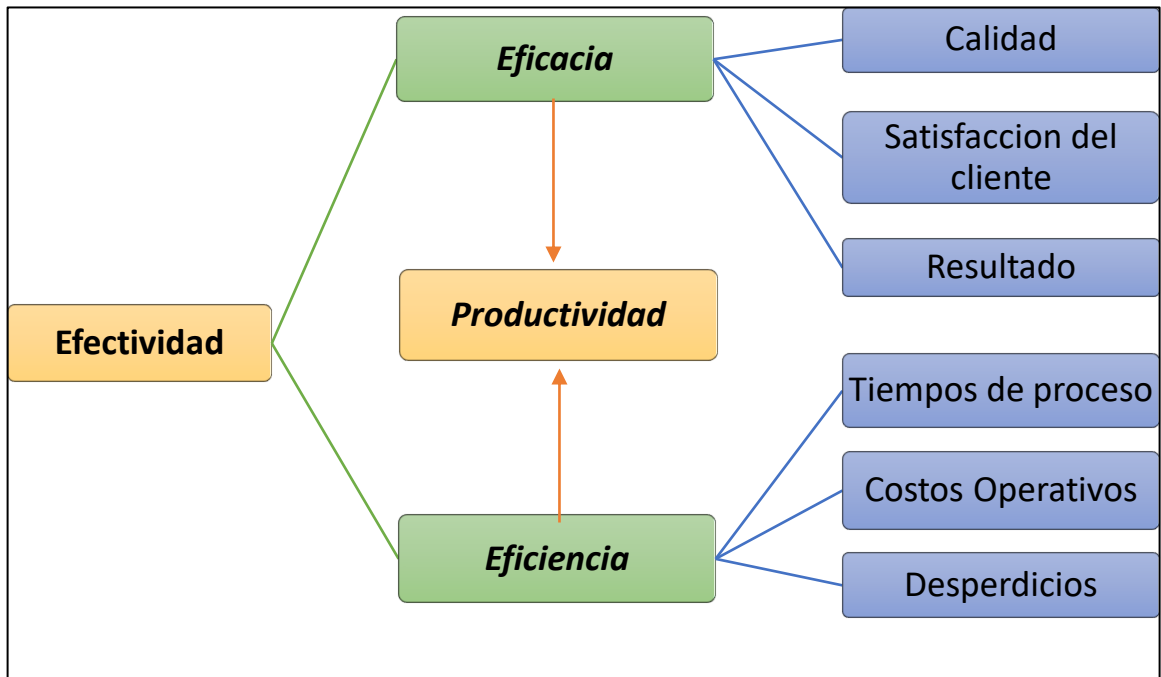 Eficacia
Calidad
Satisfaccion del
cliente
Resultado
Productividad
Efectividad
Tiempos de proceso
Costos Operativos
Eficiencia
Desperdicios